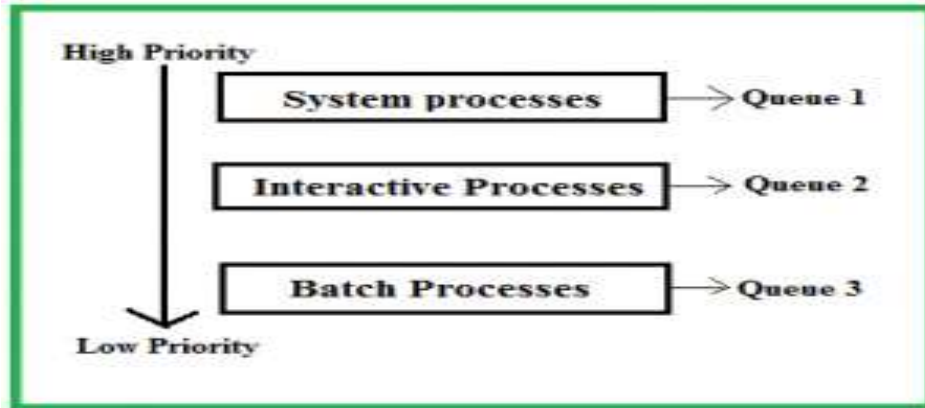 High Priority
System processes
Queue 1
Interactive Processes
Queue 2
Batch Processes
Queue 3
Low Priority